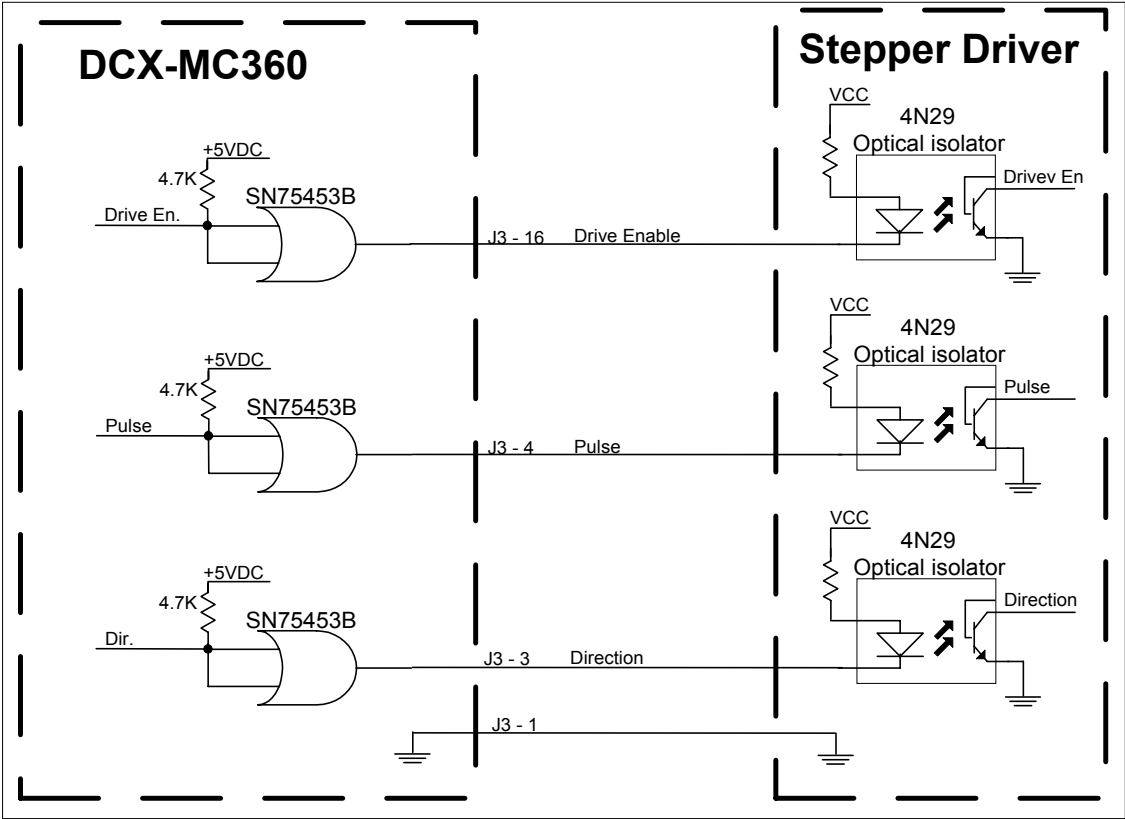 DCX-MC360
Stepper Driver
VCC
4N29
Optical isolator
+5VDC
4.7K
SN75453B
Drive En.
J3 - 16 Drive Enable
Drivev En
VCC
4N29
Optical isolator
+5VDC
4.7K
SN75453B
Pulse
J3 - 4 Pulse
Pulse
VCC
4N29
Optical isolator
+5VDC
4.7K
SN75453B
Dir.
J3 - 3 Direction
Direction
J3 - 1